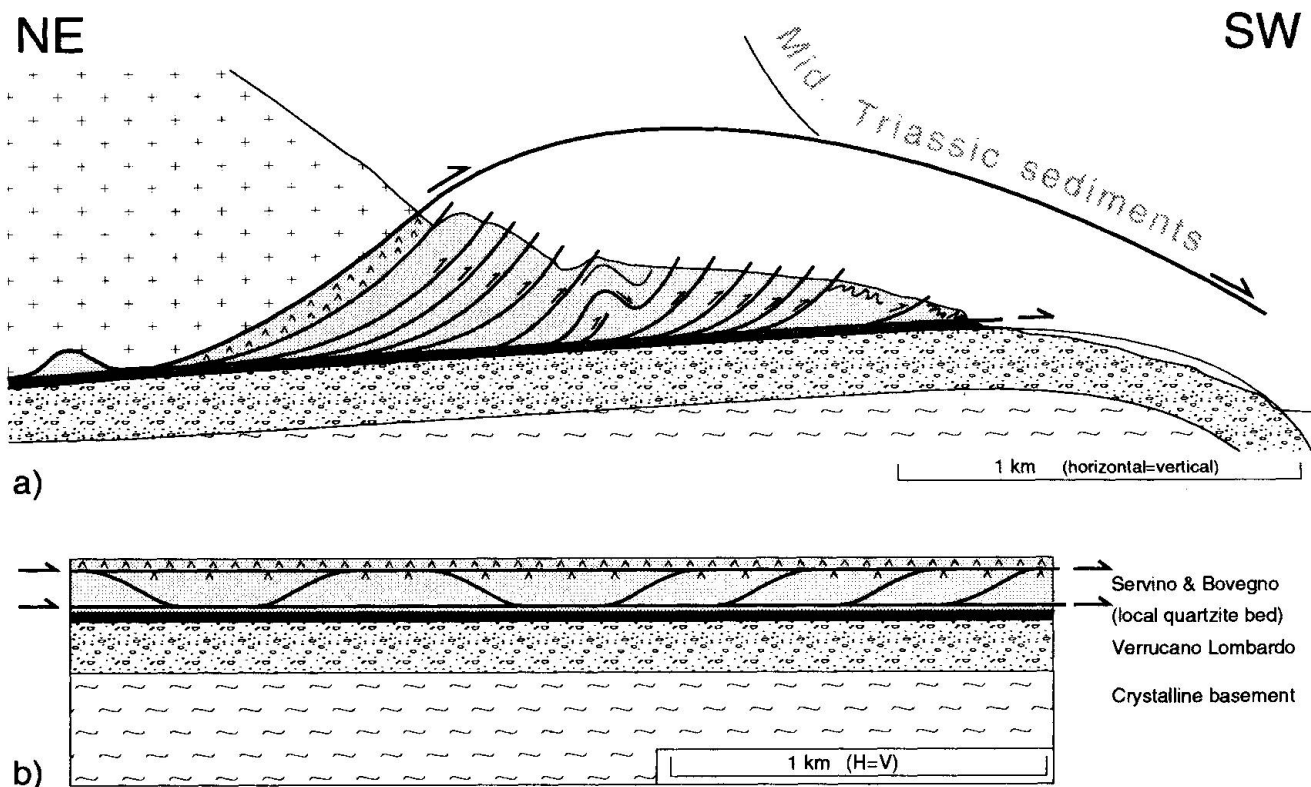 NE
SW
Mid. Triassic sediments
1 km (horizontal=vertical)
a)
Servino & Bovegno
(local quartzite bed)
Verrucano Lombardo
Crystalline basement
1 km (H=V)
b)